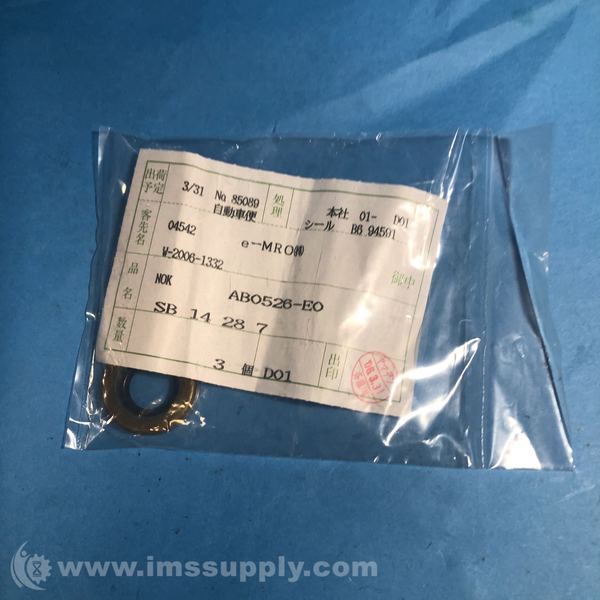 出荷予定 3/31 No 85089 処理 本社 01- D01
自動車便 シール B6 94591
客先名 04542 e-MRO㈱ 御中
W-2006-1332
品名 NOK AB0526-E0
SB 14 28 7
数量 3 個 D01 出印
www.imssupply.com